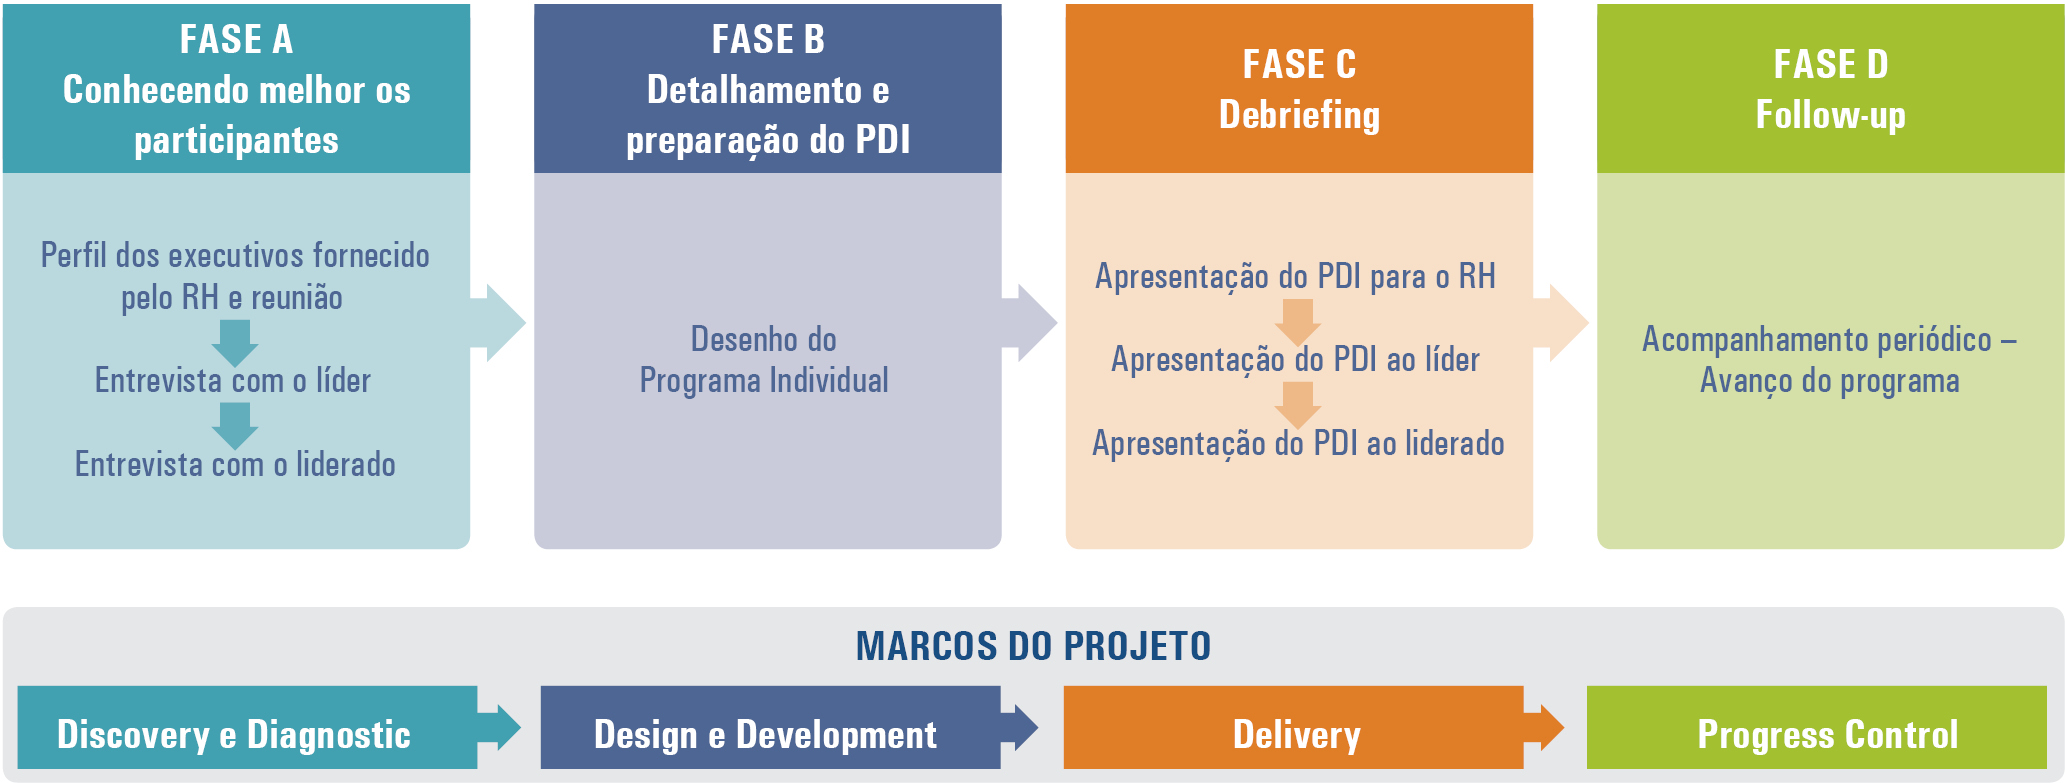 FASE A
Conhecendo melhor os
participantes
Perfil dos executivos fornecido
pelo RH e reunião
Entrevista com o líder
Entrevista com o liderado
FASE B
Detalhamento e
preparação do PDI
Desenho do
Programa Individual
FASE C
Debriefing
Apresentação do PDI para o RH
Apresentação do PDI ao líder
Apresentação do PDI ao liderado
FASE D
Follow-up
Acompanhamento periódico –
Avanço do programa
MARCOS DO PROJETO
Discovery e Diagnostic
Design e Development
Delivery
Progress Control